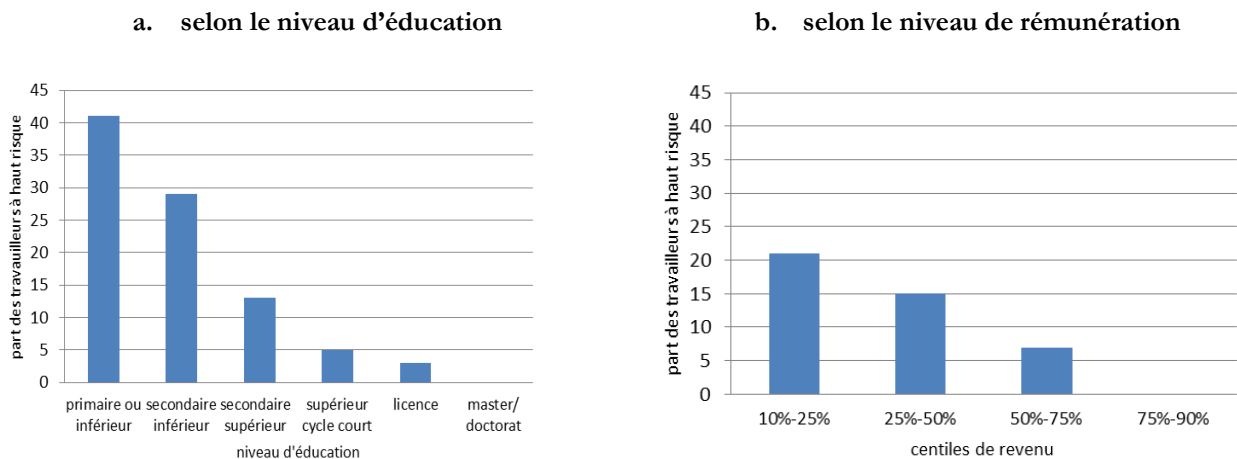 a. selon le niveau d'éducation
45
40
35
30
25
20
15
10
5
0
part des travauilleurs à haut risque
primaire ou inférieur
secondaire inférieur
secondaire supérieur
supérieur cycle court
licence
master/ doctorat
niveau d'éducation
b. selon le niveau de rémunération
45
40
35
30
25
20
15
10
5
0
part des travailleurs à haut risque
10%-25%
25%-50%
50%-75%
75%-90%
centiles de revenu